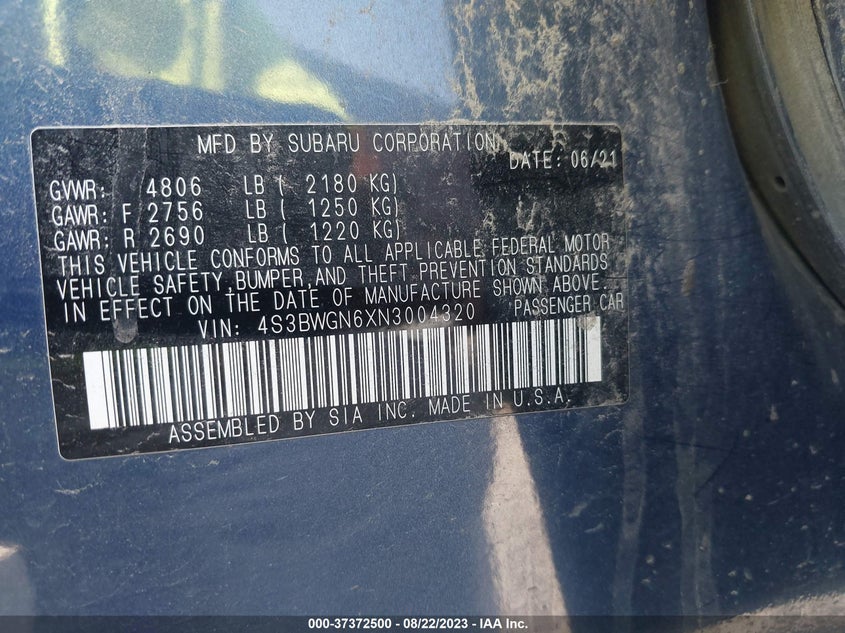 MFD BY SUBARU CORPORATION DATE: 06/21
GVWR: 4806 LB ( 2180 KG)
GAWR: F 2756 LB ( 1250 KG)
GAWR: R 2690 LB ( 1220 KG)
THIS VEHICLE CONFORMS TO ALL APPLICABLE FEDERAL MOTOR
VEHICLE SAFETY,BUMPER,AND THEFT PREVENTION STANDARDS
IN EFFECT ON THE DATE OF MANUFACTURE SHOWN ABOVE.
VIN: 4S3BWGN6XN3004320 PASSENGER CAR
ASSEMBLED BY SIA INC. MADE IN U.S.A.
000-37372500 - 08/22/2023 - IAA Inc.